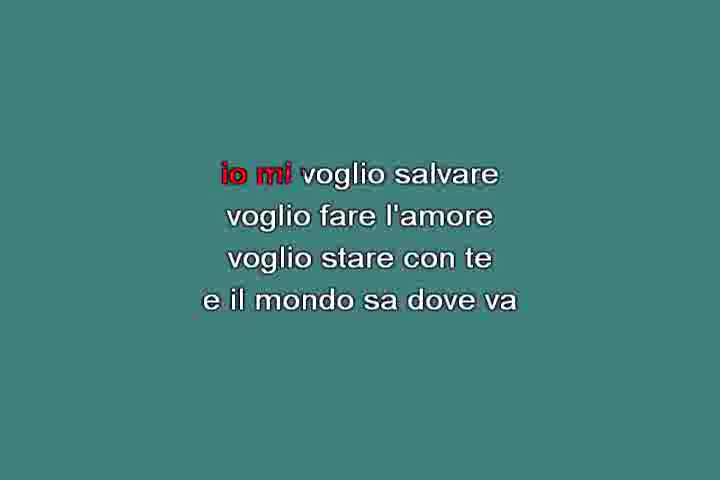 io mi voglio salvare
voglio fare l'amore
voglio stare con te
e il mondo sa dove va